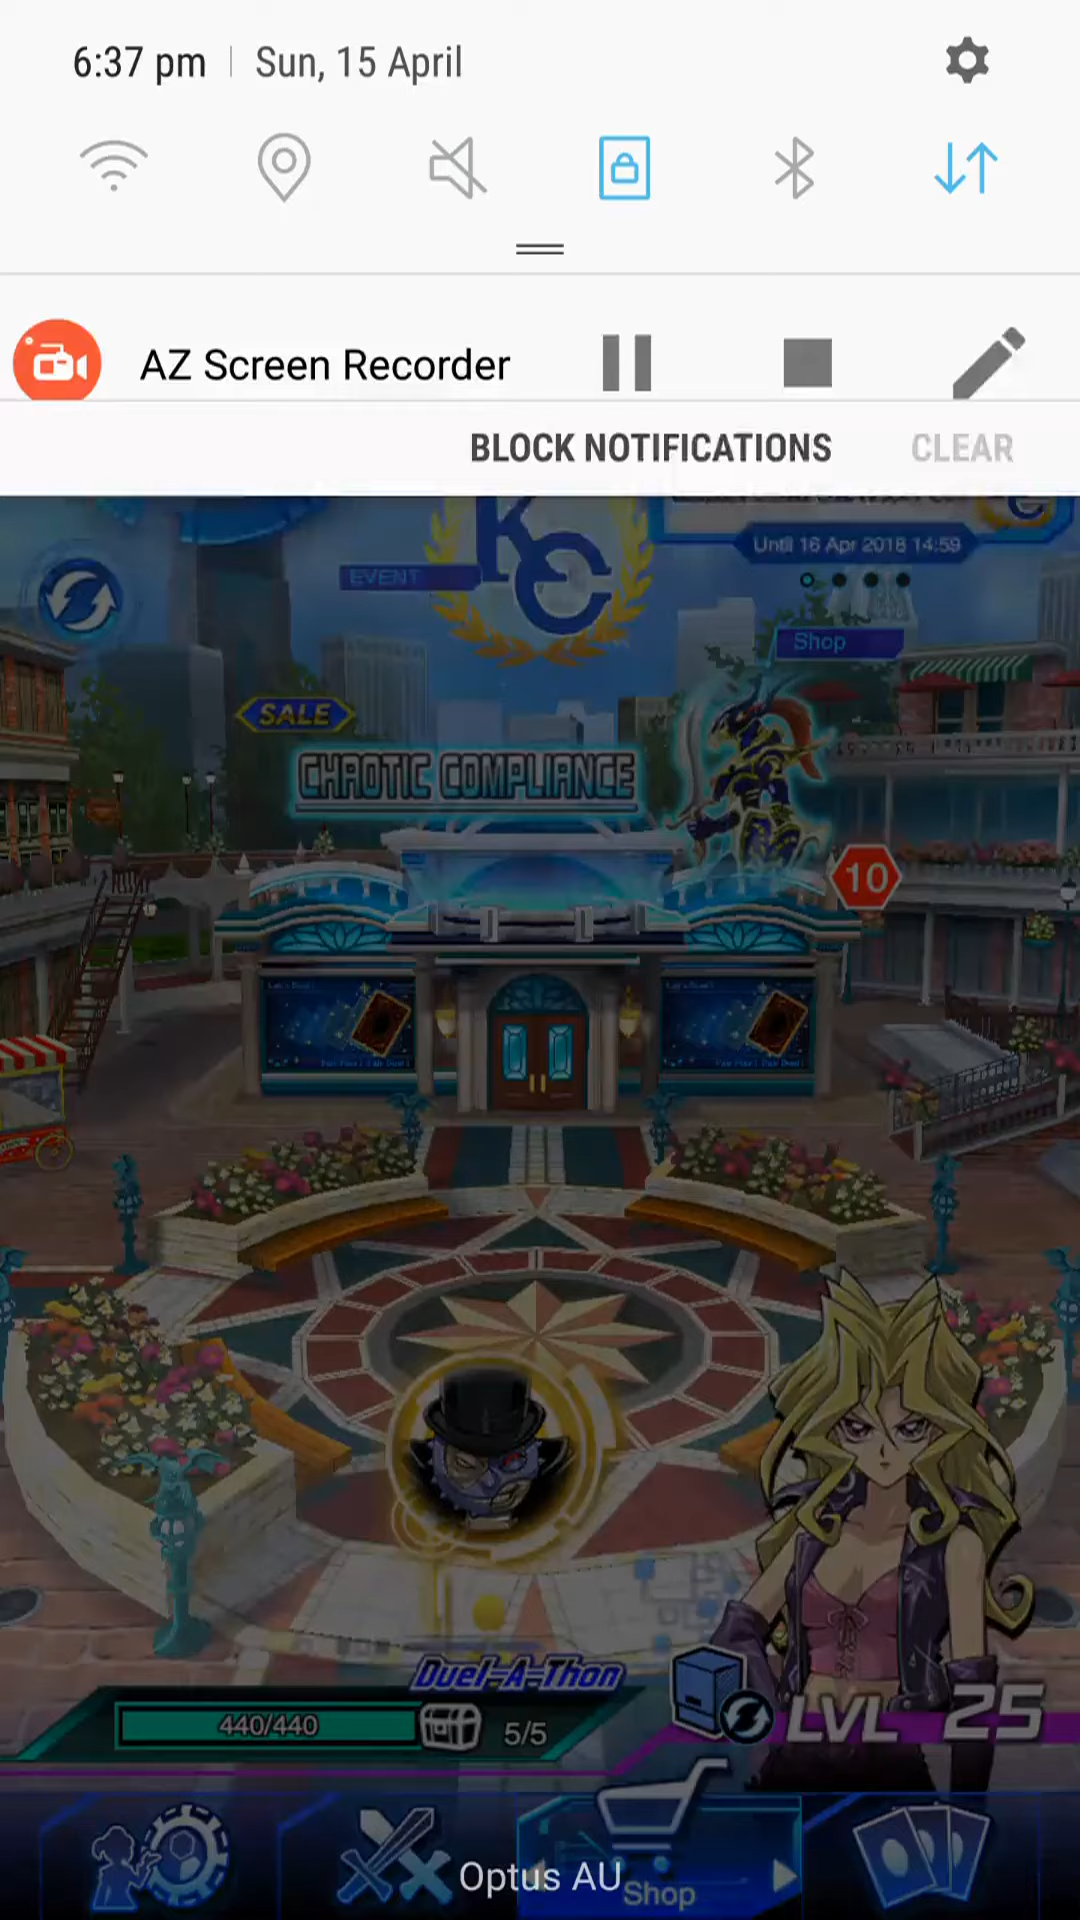 6:37 pm | Sun, 15 April
AZ Screen Recorder
BLOCK NOTIFICATIONS CLEAR
KC
Until 16 Apr 2018 14:59
EVENT
Shop
SALE
CHAOTIC COMPLIANCE
10
Duel-A-Thon
440/440
5/5
LVL 25
Optus AU
Shop